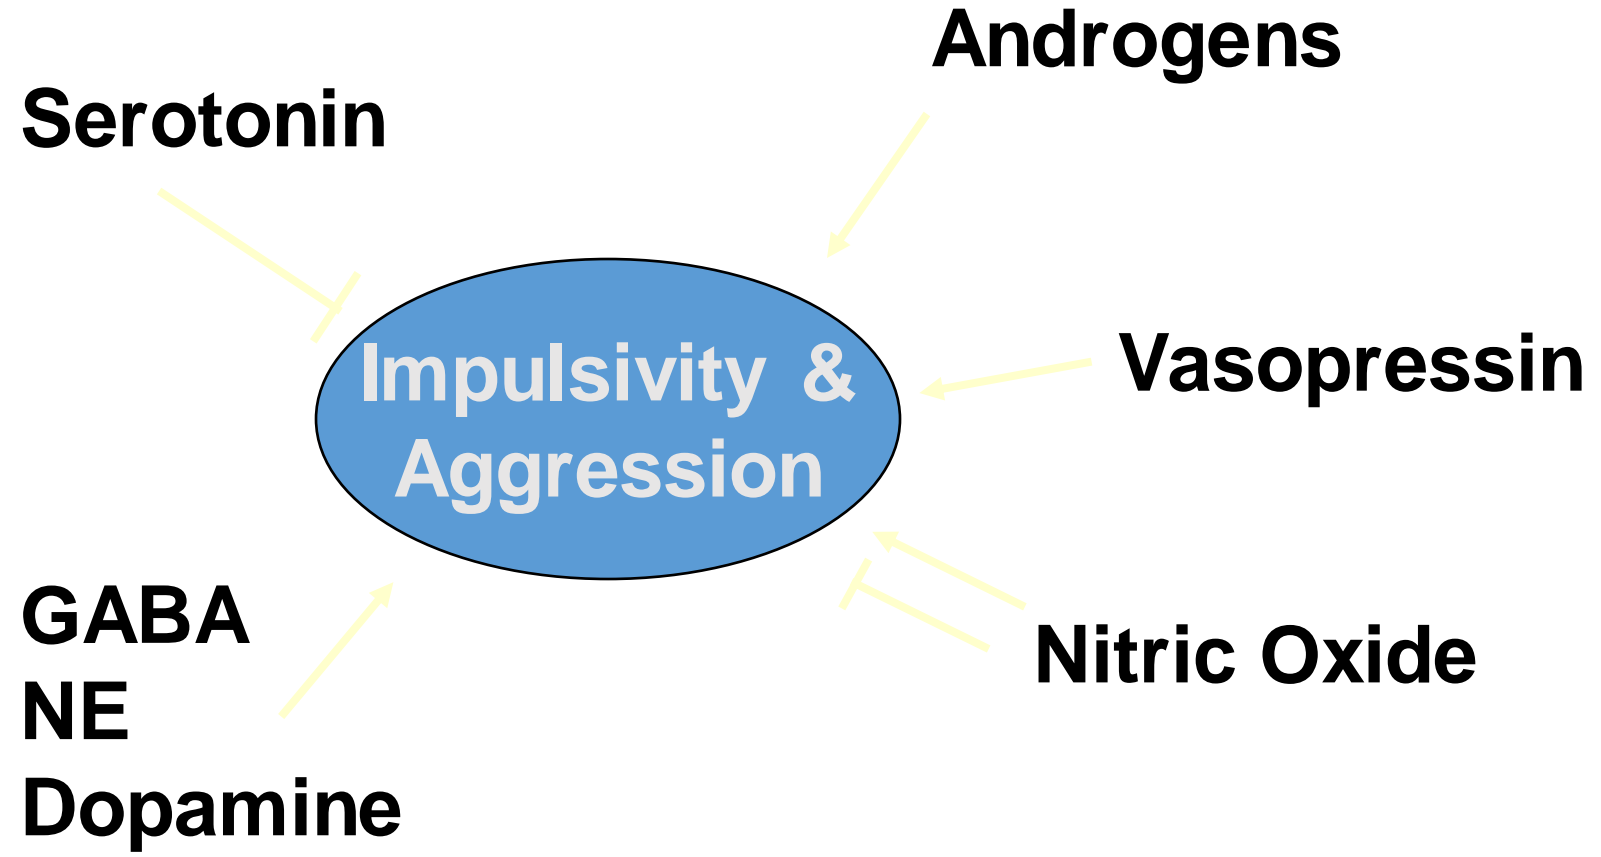 Androgens
Serotonin
Vasopressin
Impulsivity &
Aggression
GABA
NE
Dopamine
Nitric Oxide